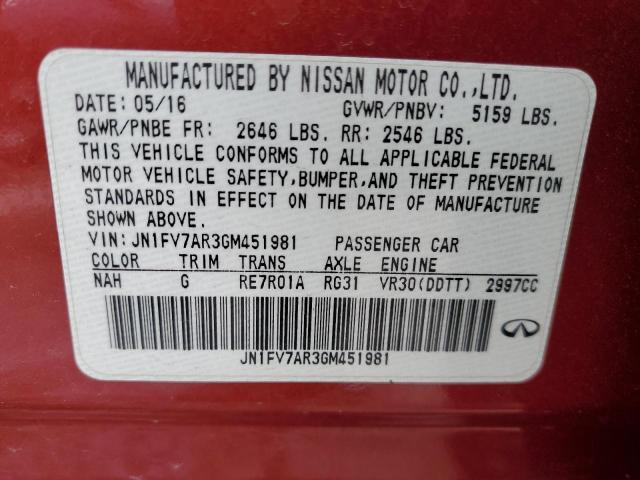 MANUFACTURED BY NISSAN MOTOR CO.,LTD.
DATE: 05/16 GVWR/PNBV: 5159 LBS.
GAWR/PNBE FR: 2646 LBS. RR: 2546 LBS.
THIS VEHICLE CONFORMS TO ALL APPLICABLE FEDERAL
MOTOR VEHICLE SAFETY,BUMPER,AND THEFT PREVENTION
STANDARDS IN EFFECT ON THE DATE OF MANUFACTURE
SHOWN ABOVE.
VIN:JN1FV7AR3GM451981 PASSENGER CAR
COLOR TRIM TRANS AXLE ENGINE
NAH G RE7R01A RG31 VR30(DDTT) 2997CC
JN1FV7AR3GM451981